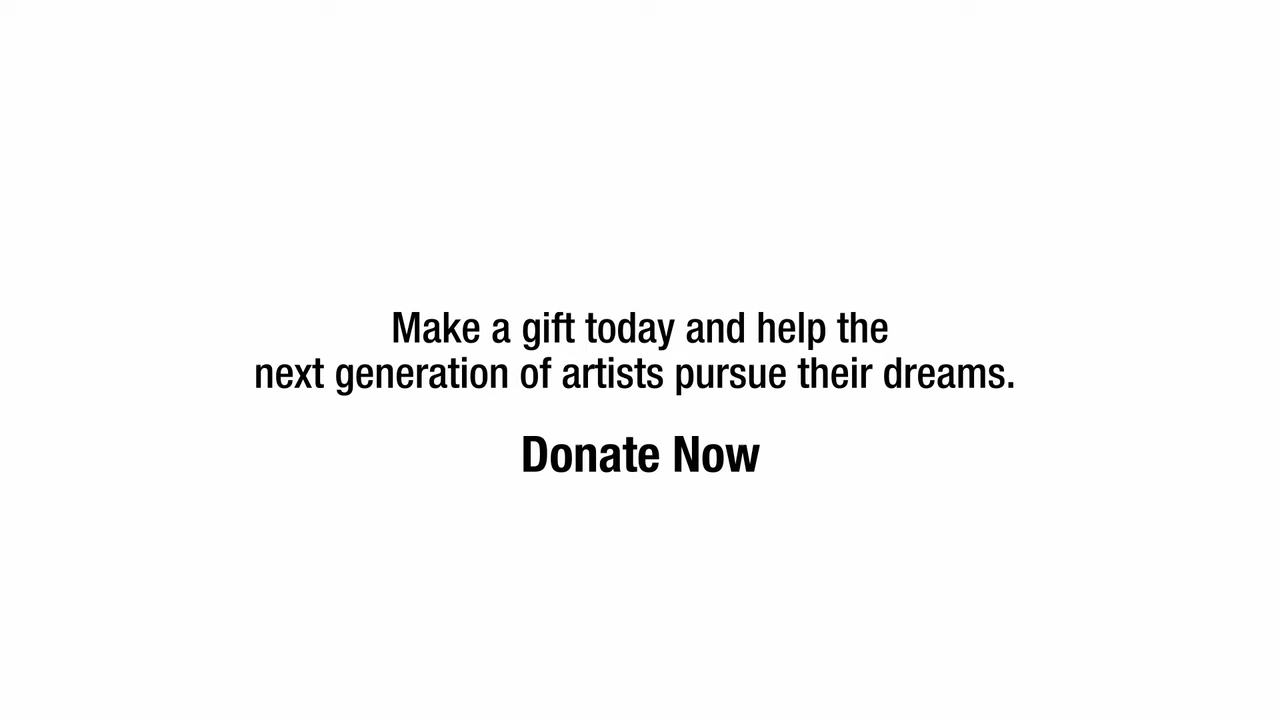 Make a gift today and help the
next generation of artists pursue their dreams.
Donate Now